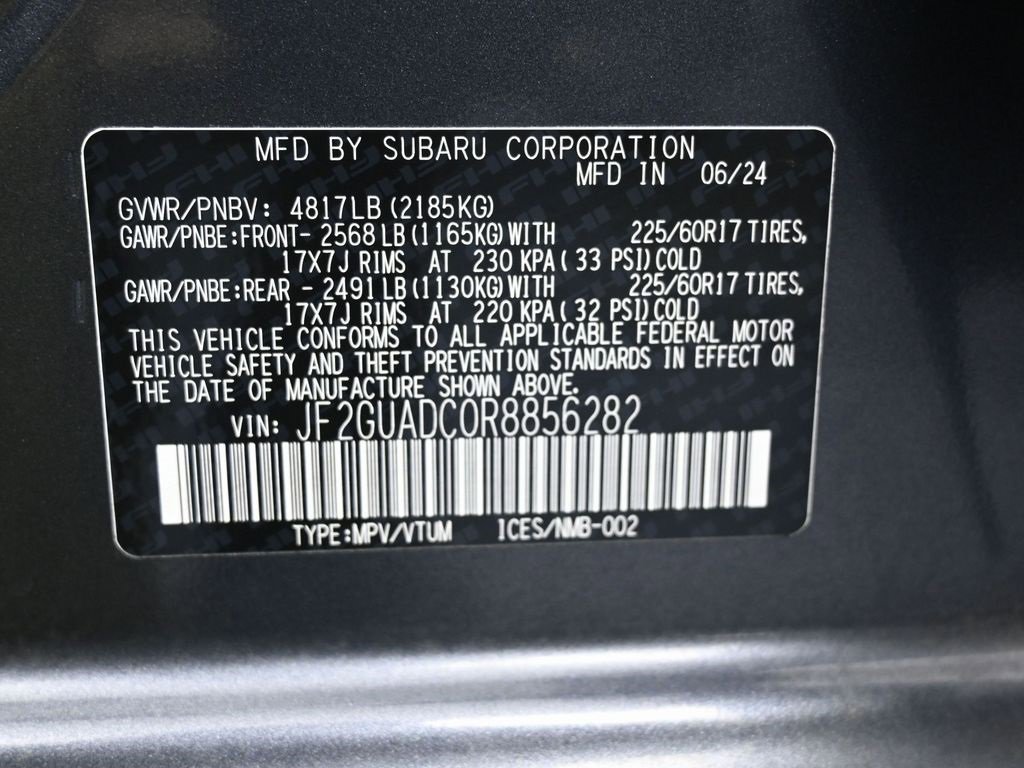 MFD BY SUBARU CORPORATION
MFD IN 06/24
GVWR/PNBV: 4817LB (2185KG)
GAWR/PNBE:FRONT- 2568 LB (1165KG) WITH 225/60R17 TIRES,
17X7J RIMS AT 230 KPA ( 33 PSI) COLD
GAWR/PNBE:REAR - 2491 LB (1130KG) WITH 225/60R17 TIRES,
17X7J RIMS AT 220 KPA ( 32 PSI) COLD
THIS VEHICLE CONFORMS TO ALL APPLICABLE FEDERAL MOTOR
VEHICLE SAFETY AND THEFT PREVENTION STANDARDS IN EFFECT ON
THE DATE OF MANUFACTURE SHOWN ABOVE.
VIN: JF2GUADC0R8856282
TYPE:MPV/VTUM ICES/NMB-002